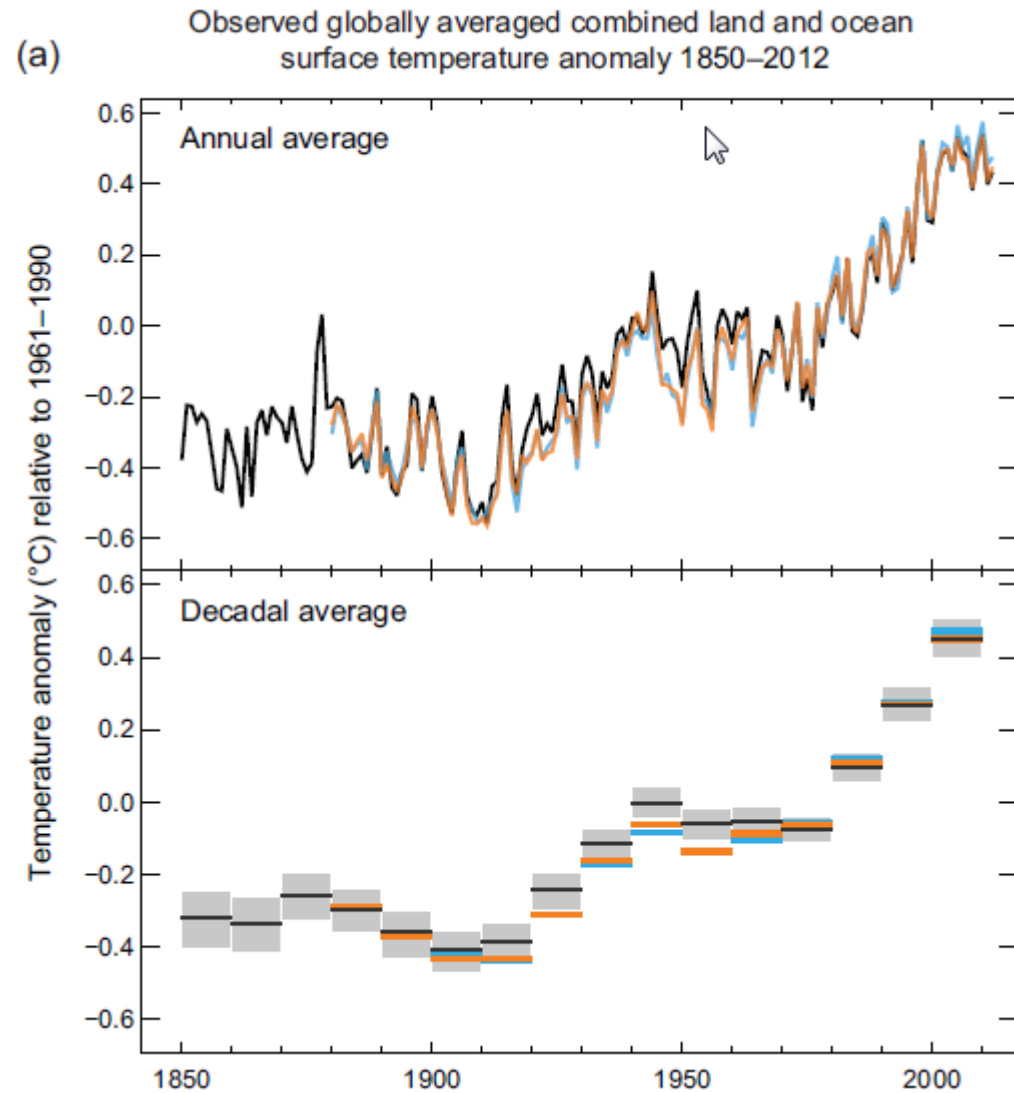 (a)
Observed globally averaged combined land and ocean
surface temperature anomaly 1850–2012
Temperature anomaly (°C) relative to 1961–1990
Annual average
0.6
0.4
0.2
0.0
−0.2
−0.4
−0.6
Decadal average
0.6
0.4
0.2
0.0
−0.2
−0.4
−0.6
1850 1900 1950 2000